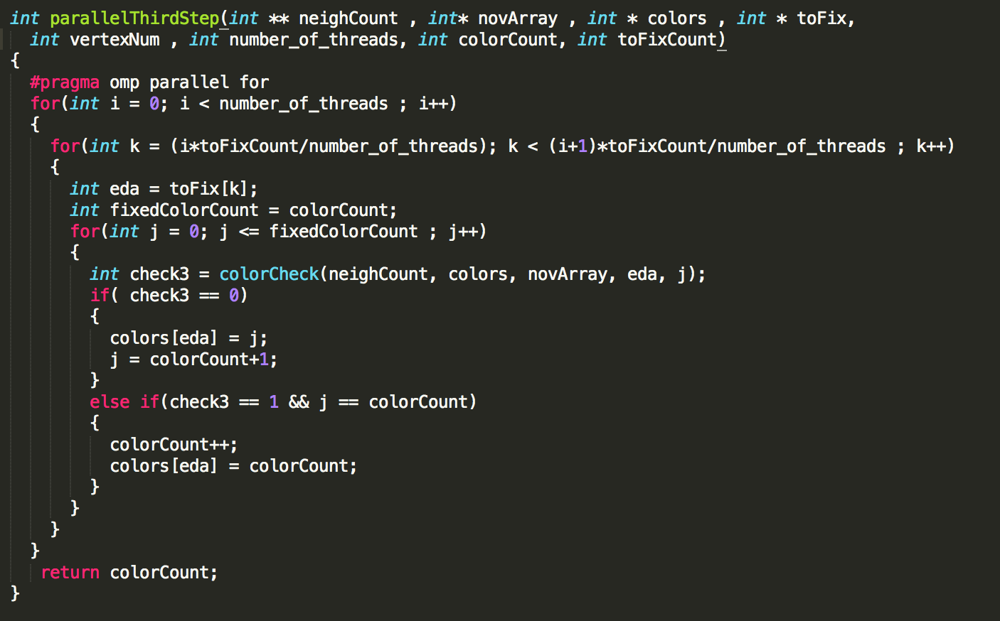 int parallelThirdStep(int ** neighCount , int* novArray , int * colors , int * toFix,
  int vertexNum , int number_of_threads, int colorCount, int toFixCount)
{
  #pragma omp parallel for
  for(int i = 0; i < number_of_threads ; i++)
  {
    for(int k = (i*toFixCount/number_of_threads); k < (i+1)*toFixCount/number_of_threads ; k++)
    {
      int eda = toFix[k];
      int fixedColorCount = colorCount;
      for(int j = 0; j <= fixedColorCount ; j++)
      {
        int check3 = colorCheck(neighCount, colors, novArray, eda, j);
        if( check3 == 0)
        {
          colors[eda] = j;
          j = colorCount+1;
        }
        else if(check3 == 1 && j == colorCount)
        {
          colorCount++;
          colors[eda] = colorCount;
        }
      }
    }
  }
   return colorCount;
}